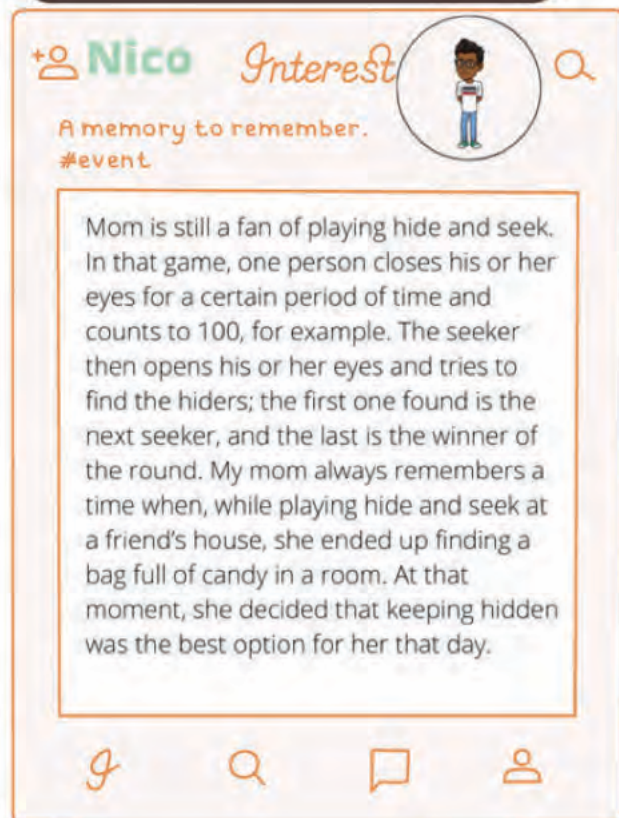 Nico Interest
A memory to remember.
#event
Mom is still a fan of playing hide and seek.
In that game, one person closes his or her
eyes for a certain period of time and
counts to 100, for example. The seeker
then opens his or her eyes and tries to
find the hiders; the first one found is the
next seeker, and the last is the winner of
the round. My mom always remembers a
time when, while playing hide and seek at
a friend's house, she ended up finding a
bag full of candy in a room. At that
moment, she decided that keeping hidden
was the best option for her that day.